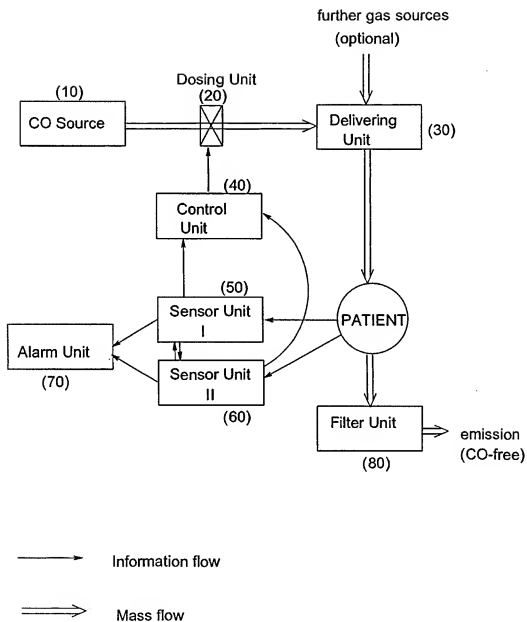 further gas sources
(optional)
Dosing Unit
(20)
(10)
CO Source
Delivering
Unit
(30)
(40)
Control
Unit
(50)
Sensor Unit
I
PATIENT
Alarm Unit
(70)
Sensor Unit
II
(60)
Filter Unit
(80)
emission
(CO-free)
Information flow
Mass flow